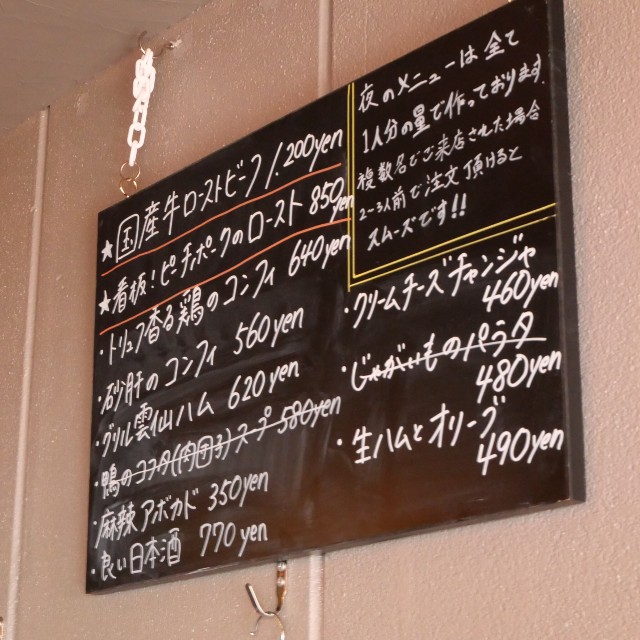 ★国産牛ローストビーフ 1.200yen
★看板!ピーチポークのロースト 850yen
・トリュフ香る鶏のコンフィ 640yen
・砂肝のコンフィ 560yen
・グリル雲仙ハム 620yen
・鴨のコフタ(肉団子)スープ 580yen
・麻辣アボカド 350yen
・良い日本酒 770yen
夜のメニューは全て
1人分の量で作っております。
複数名でご来店された場合、
2~3人前で注文頂けると
スムーズです!!
・クリームチーズチャンジャ
460yen
・じゃがいものパラタ
480yen
・生ハムとオリーブ
490yen